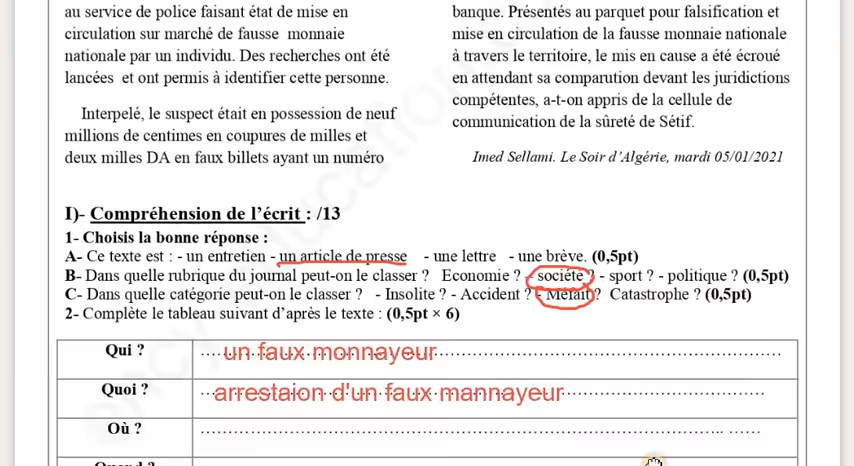 au service de police faisant état de mise en
circulation sur marché de fausse monnaie
nationale par un individu. Des recherches ont été
lancées et ont permis à identifier cette personne.
Interpelé, le suspect était en possession de neuf
millions de centimes en coupures de milles et
deux milles DA en faux billets ayant un numéro
banque. Présentés au parquet pour falsification et
mise en circulation de la fausse monnaie nationale
à travers le territoire, le mis en cause a été écroué
en attendant sa comparution devant les juridictions
compétentes, a-t-on appris de la cellule de
communication de la sûreté de Sétif.
Imed Sellami. Le Soir d'Algérie, mardi 05/01/2021
I)- Compréhension de l'écrit : /13
1- Choisis la bonne réponse :
A- Ce texte est : - un entretien - un article de presse - une lettre - une brève. (0,5pt)
B- Dans quelle rubrique du journal peut-on le classer ? Economie ? - société ? - sport ? - politique ? (0,5pt)
C- Dans quelle catégorie peut-on le classer ? - Insolite ? - Accident ? - Méfait ? Catastrophe ? (0,5pt)
2- Complète le tableau suivant d'après le texte : (0,5pt × 6)
Qui ? un faux monnayeur
Quoi ? arrestaion d'un faux mannayeur
Où ?